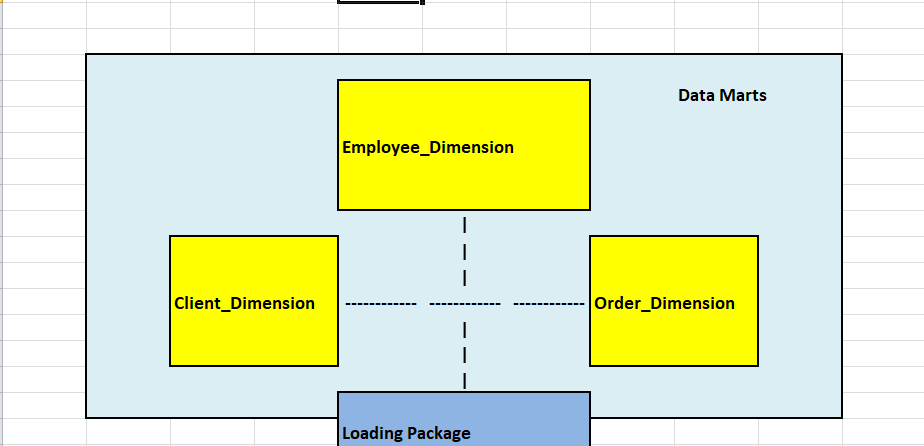 Data Marts
Employee_Dimension
Client_Dimension
Order_Dimension
Loading Package